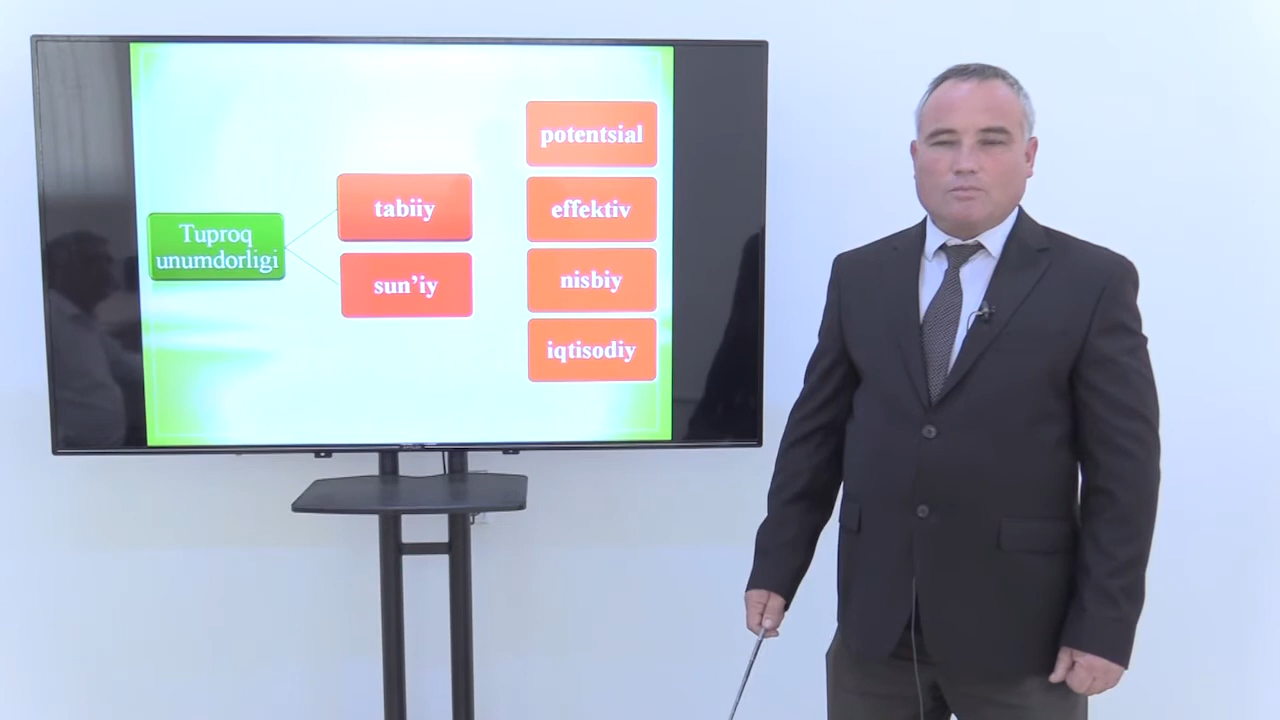 Tuproq
unumdorligi
tabiiy
sun’iy
potentsial
effektiv
nisbiy
iqtisodiy